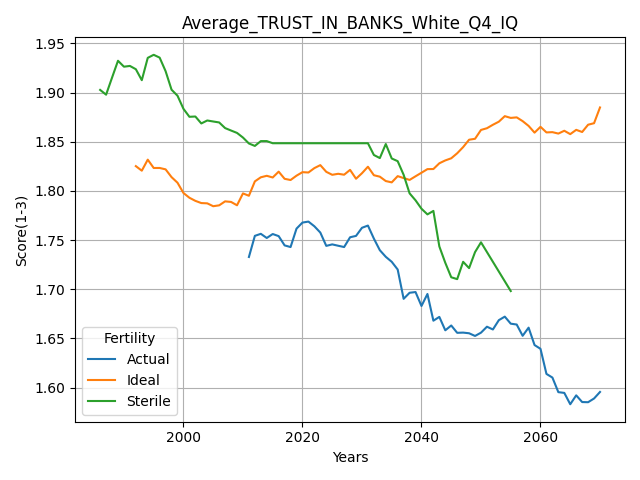 Average_TRUST_IN_BANKS_White_Q4_IQ
Score(1-3)
1.95
1.90
1.85
1.80
1.75
1.70
1.65
1.60
Fertility
Actual
Ideal
Sterile
2000
2020
2040
2060
Years